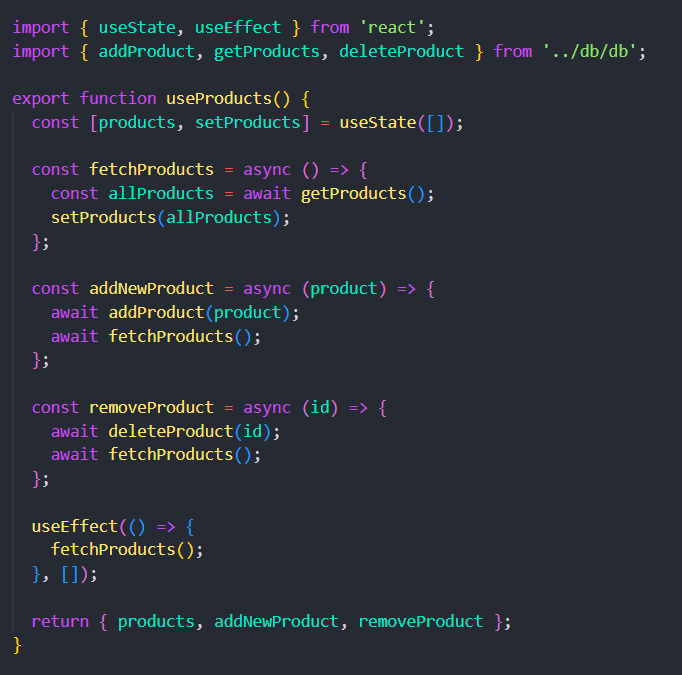 import { useState, useEffect } from 'react';
import { addProduct, getProducts, deleteProduct } from '../db/db';

export function useProducts() {
  const [products, setProducts] = useState([]);

  const fetchProducts = async () => {
    const allProducts = await getProducts();
    setProducts(allProducts);
  };

  const addNewProduct = async (product) => {
    await addProduct(product);
    await fetchProducts();
  };

  const removeProduct = async (id) => {
    await deleteProduct(id);
    await fetchProducts();
  };

  useEffect(() => {
    fetchProducts();
  }, []);

  return { products, addNewProduct, removeProduct };
}